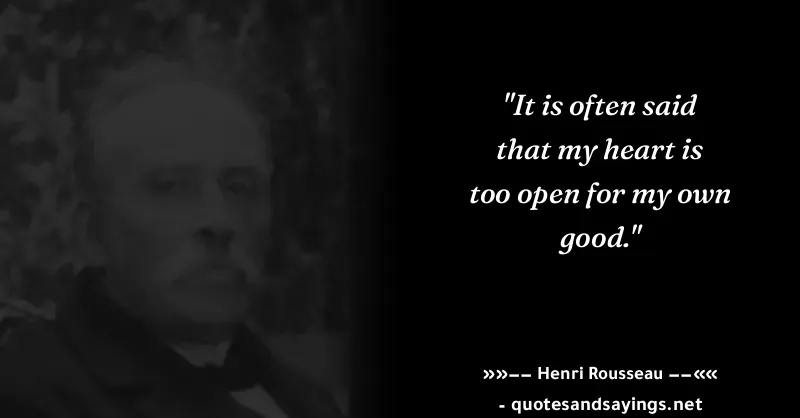 "It is often said
that my heart is
too open for my own
good."
»»–– Henri Rousseau ––««
- quotesandsayings.net